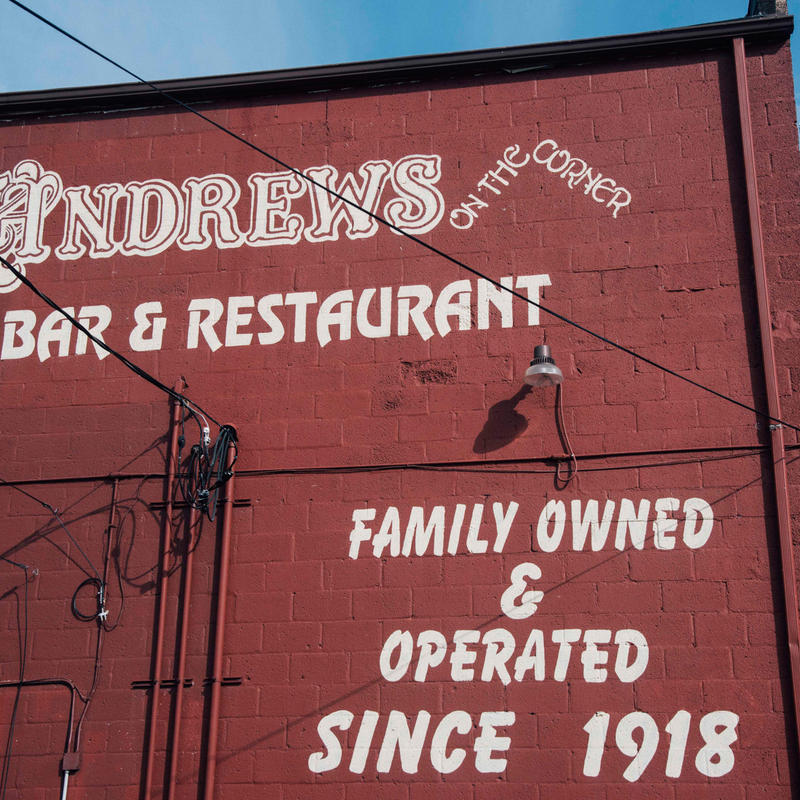 ANDREWS ON THE CORNER
BAR & RESTAURANT
FAMILY OWNED
&
OPERATED
SINCE 1918